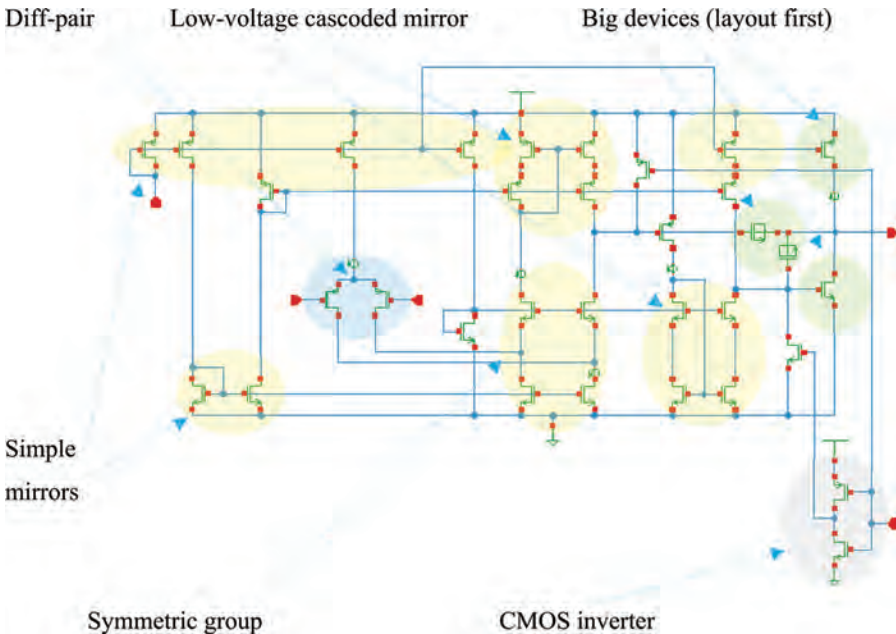 Diff-pair Low-voltage cascoded mirror Big devices (layout first)
Simple
mirrors
Symmetric group CMOS inverter